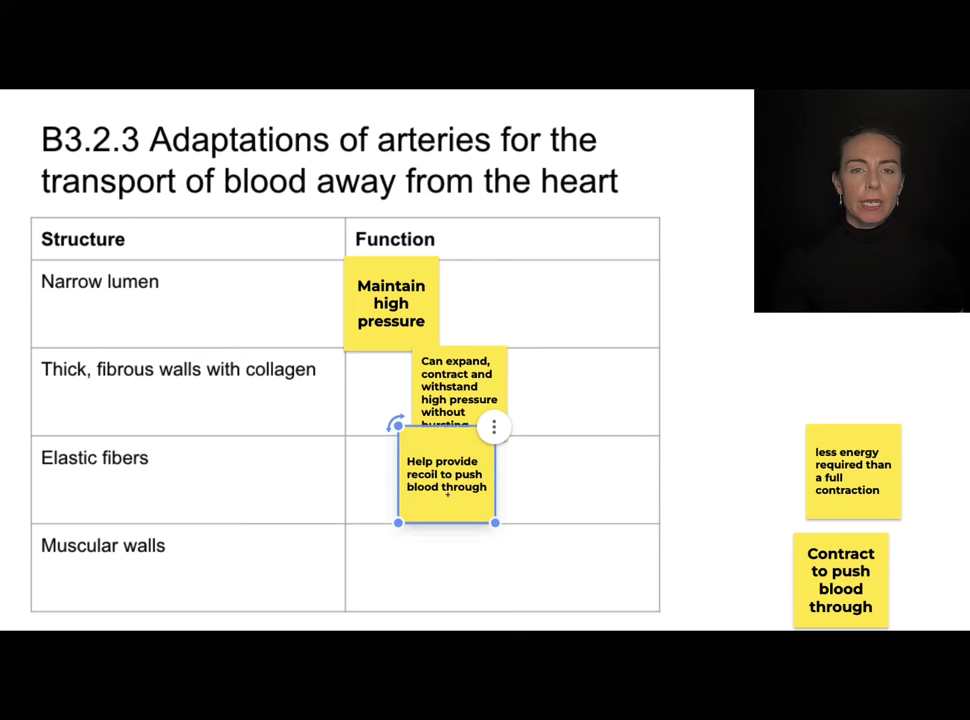 B3.2.3 Adaptations of arteries for the
transport of blood away from the heart
Structure
Function
Narrow lumen
Maintain
high
pressure
Thick, fibrous walls with collagen
Can expand,
contract and
withstand
high pressure
without
bursting
Elastic fibers
Help provide
recoil to push
blood through
Muscular walls
less energy
required than
a full
contraction
Contract
to push
blood
through